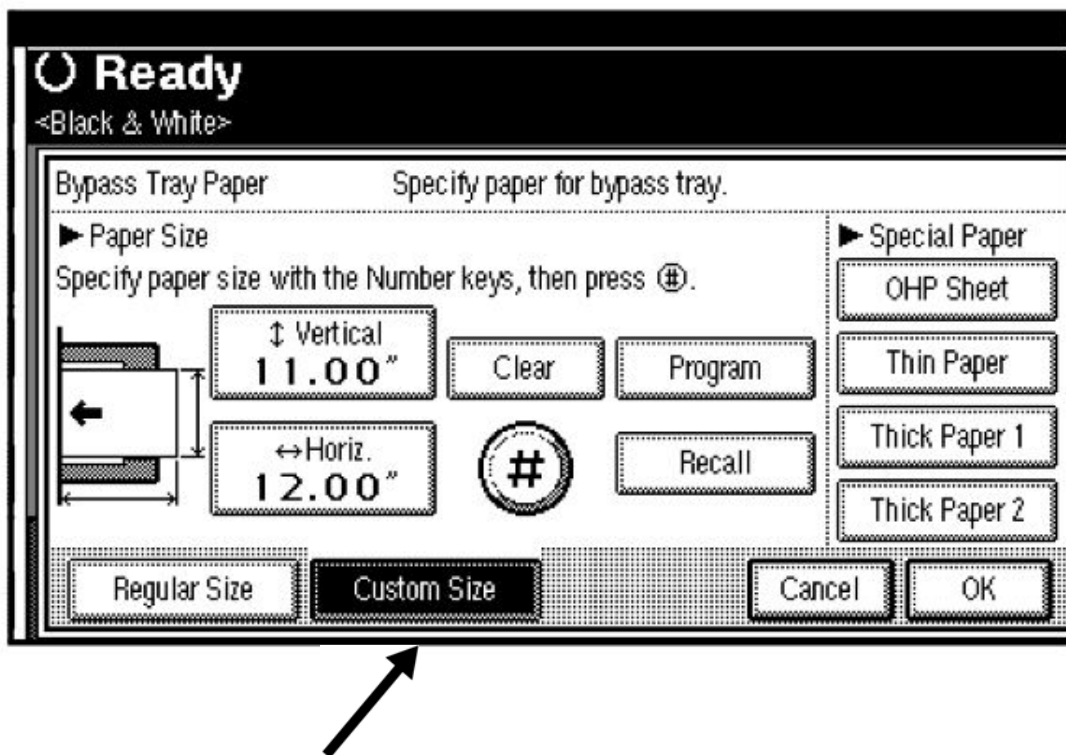 Ready
<Black & White>
Bypass Tray Paper Specify paper for bypass tray.
► Paper Size
Specify paper size with the Number keys, then press (#).
↕ Vertical
11.00"
Clear
Program
↔Horiz.
12.00"
#
Recall
► Special Paper
OHP Sheet
Thin Paper
Thick Paper 1
Thick Paper 2
Regular Size
Custom Size
Cancel
OK